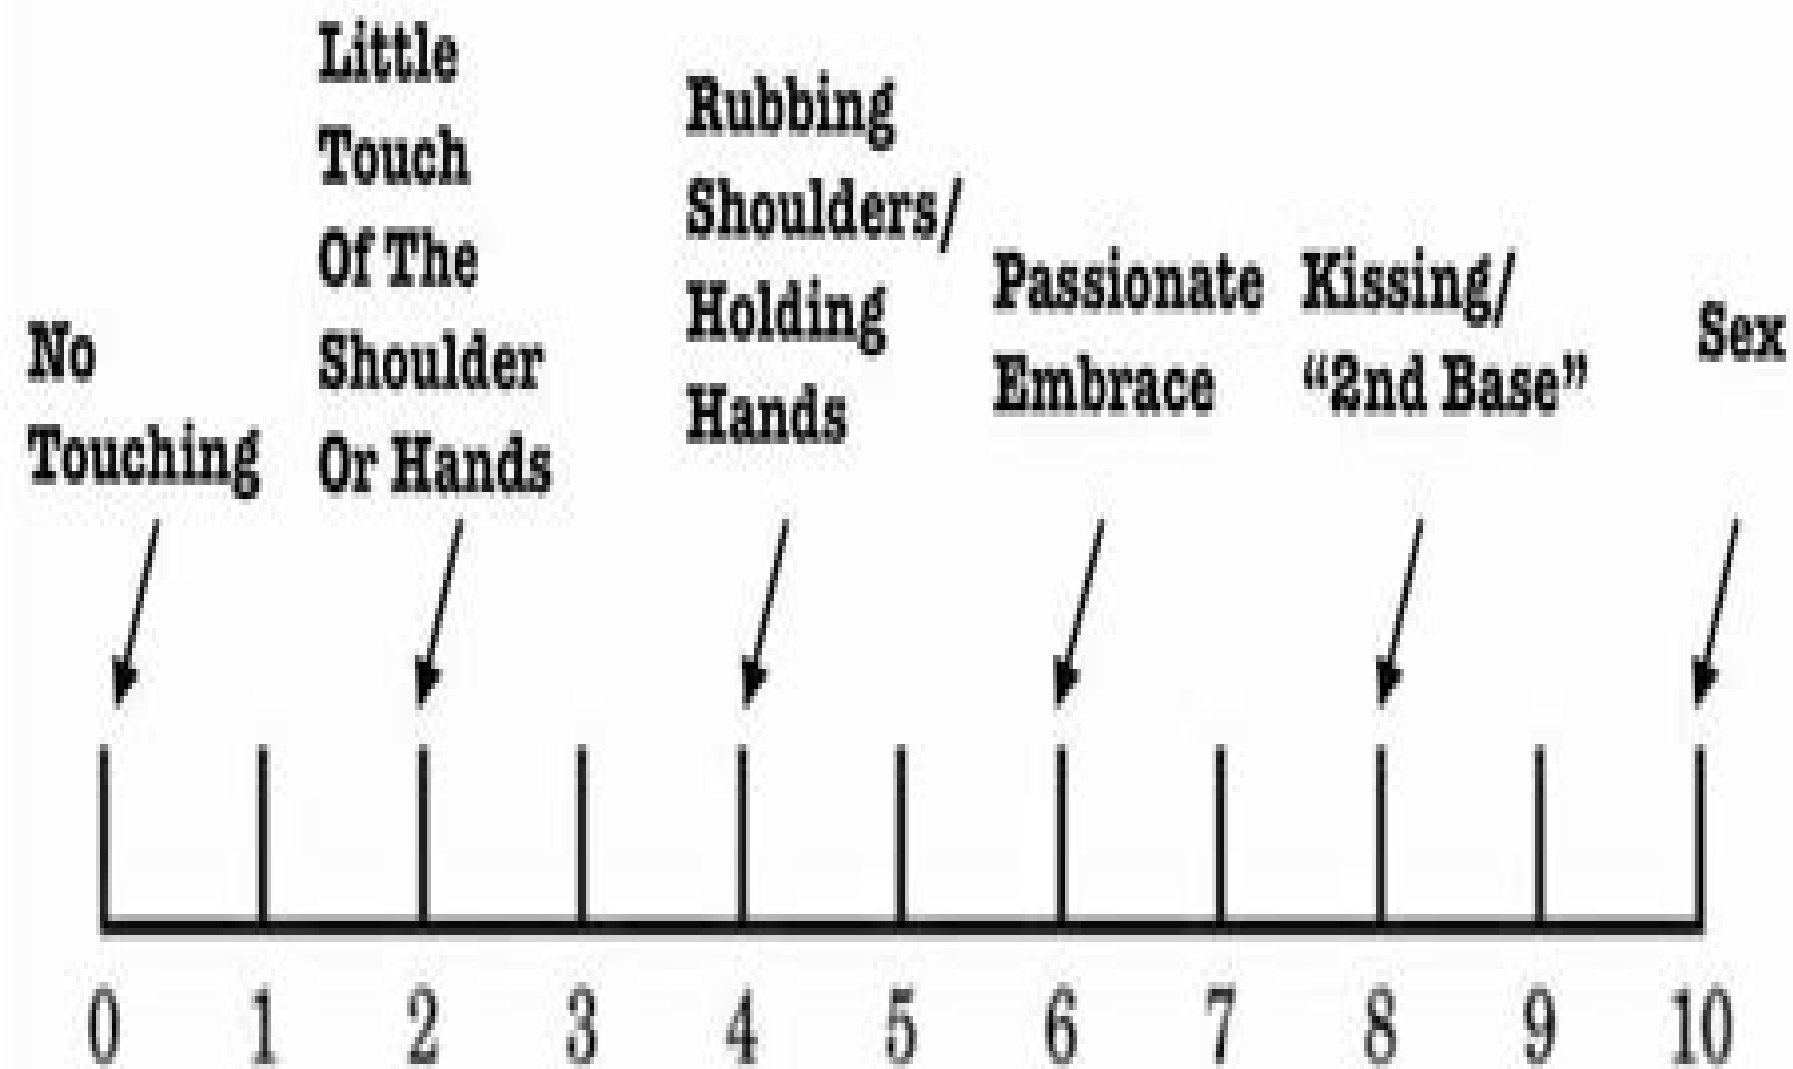 No
Touching
Little
Touch
Of The
Shoulder
Or Hands
Rubbing
Shoulders/
Holding
Hands
Passionate
Embrace
Kissing/
“2nd Base”
Sex
0 1 2 3 4 5 6 7 8 9 10